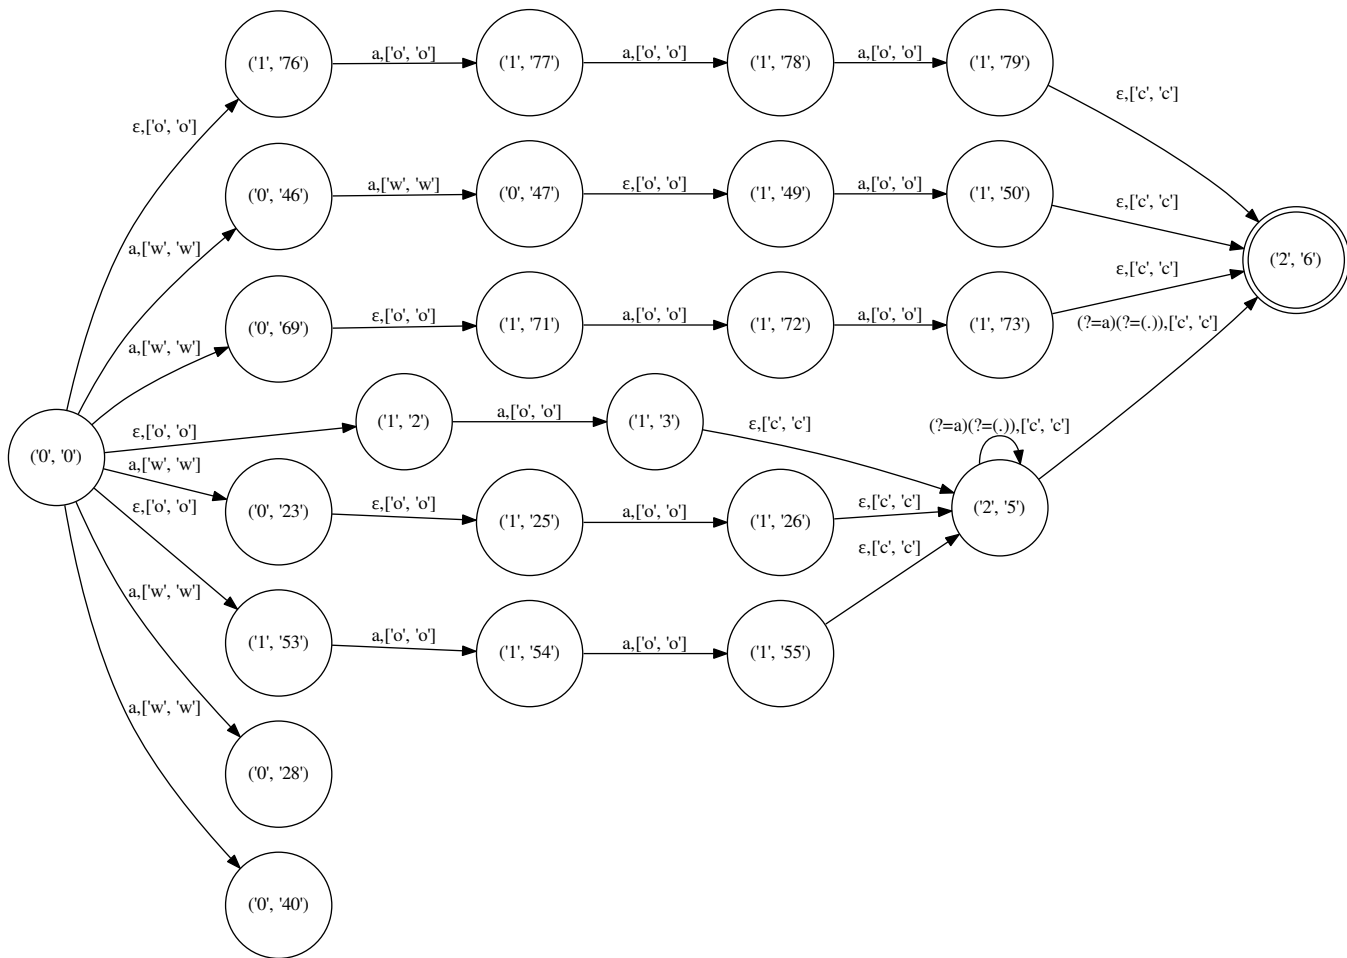 ('1', '76') a,['o', 'o'] ('1', '77') a,['o', 'o'] ('1', '78') a,['o', 'o'] ('1', '79')
ε,['c', 'c']
ε,['o', 'o']
('0', '46') a,['w', 'w'] ('0', '47') ε,['o', 'o'] ('1', '49') a,['o', 'o'] ('1', '50')
ε,['c', 'c']
a,['w', 'w']
('2', '6')
ε,['c', 'c']
('0', '69') ε,['o', 'o'] ('1', '71') a,['o', 'o'] ('1', '72') a,['o', 'o'] ('1', '73')
(?=a)(?=(.)),['c', 'c']
a,['w', 'w']
('1', '2') a,['o', 'o'] ('1', '3')
ε,['c', 'c']
(?=a)(?=(.)),['c', 'c']
ε,['o', 'o']
('0', '0')
a,['w', 'w']
ε,['o', 'o']
('0', '23') ε,['o', 'o'] ('1', '25') a,['o', 'o'] ('1', '26') ε,['c', 'c'] ('2', '5')
ε,['c', 'c']
a,['w', 'w']
('1', '53') a,['o', 'o'] ('1', '54') a,['o', 'o'] ('1', '55')
a,['w', 'w']
('0', '28')
('0', '40')